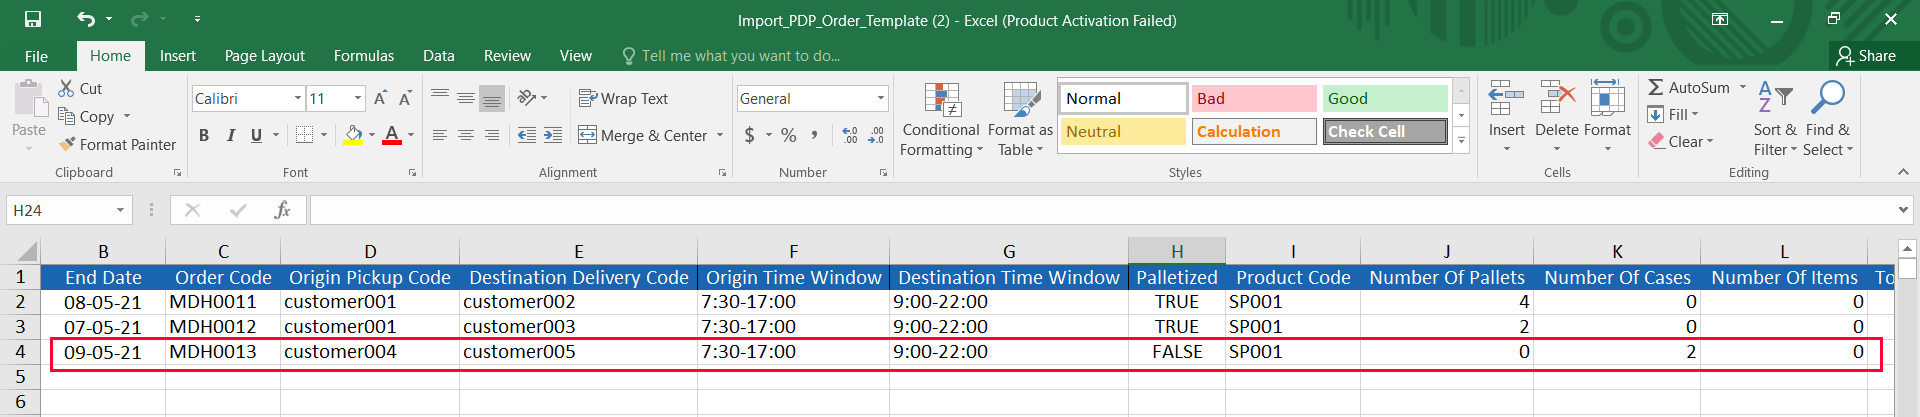 Import_PDP_Order_Template (2) - Excel (Product Activation Failed)
File Home Insert Page Layout Formulas Data Review View Tell me what you want to do... Share
Paste Cut Copy Format Painter
Clipboard
Calibri 11
B I U A
Font
Wrap Text
Merge & Center
Alignment
General
$ % , .00
Number
Conditional Formatting
Format as Table
Normal Bad Good
Neutral Calculation Check Cell
Styles
Insert Delete Format
Cells
AutoSum
Fill
Clear
Sort & Filter
Find & Select
Editing
H24 fx
B C D E F G H I J K L
1 End Date Order Code Origin Pickup Code Destination Delivery Code Origin Time Window Destination Time Window Palletized Product Code Number Of Pallets Number Of Cases Number Of Items To
2 08-05-21 MDH0011 customer001 customer002 7:30-17:00 9:00-22:00 TRUE SP001 4 0 0
3 07-05-21 MDH0012 customer001 customer003 7:30-17:00 9:00-22:00 TRUE SP001 2 0 0
4 09-05-21 MDH0013 customer004 customer005 7:30-17:00 9:00-22:00 FALSE SP001 0 2 0
5
6